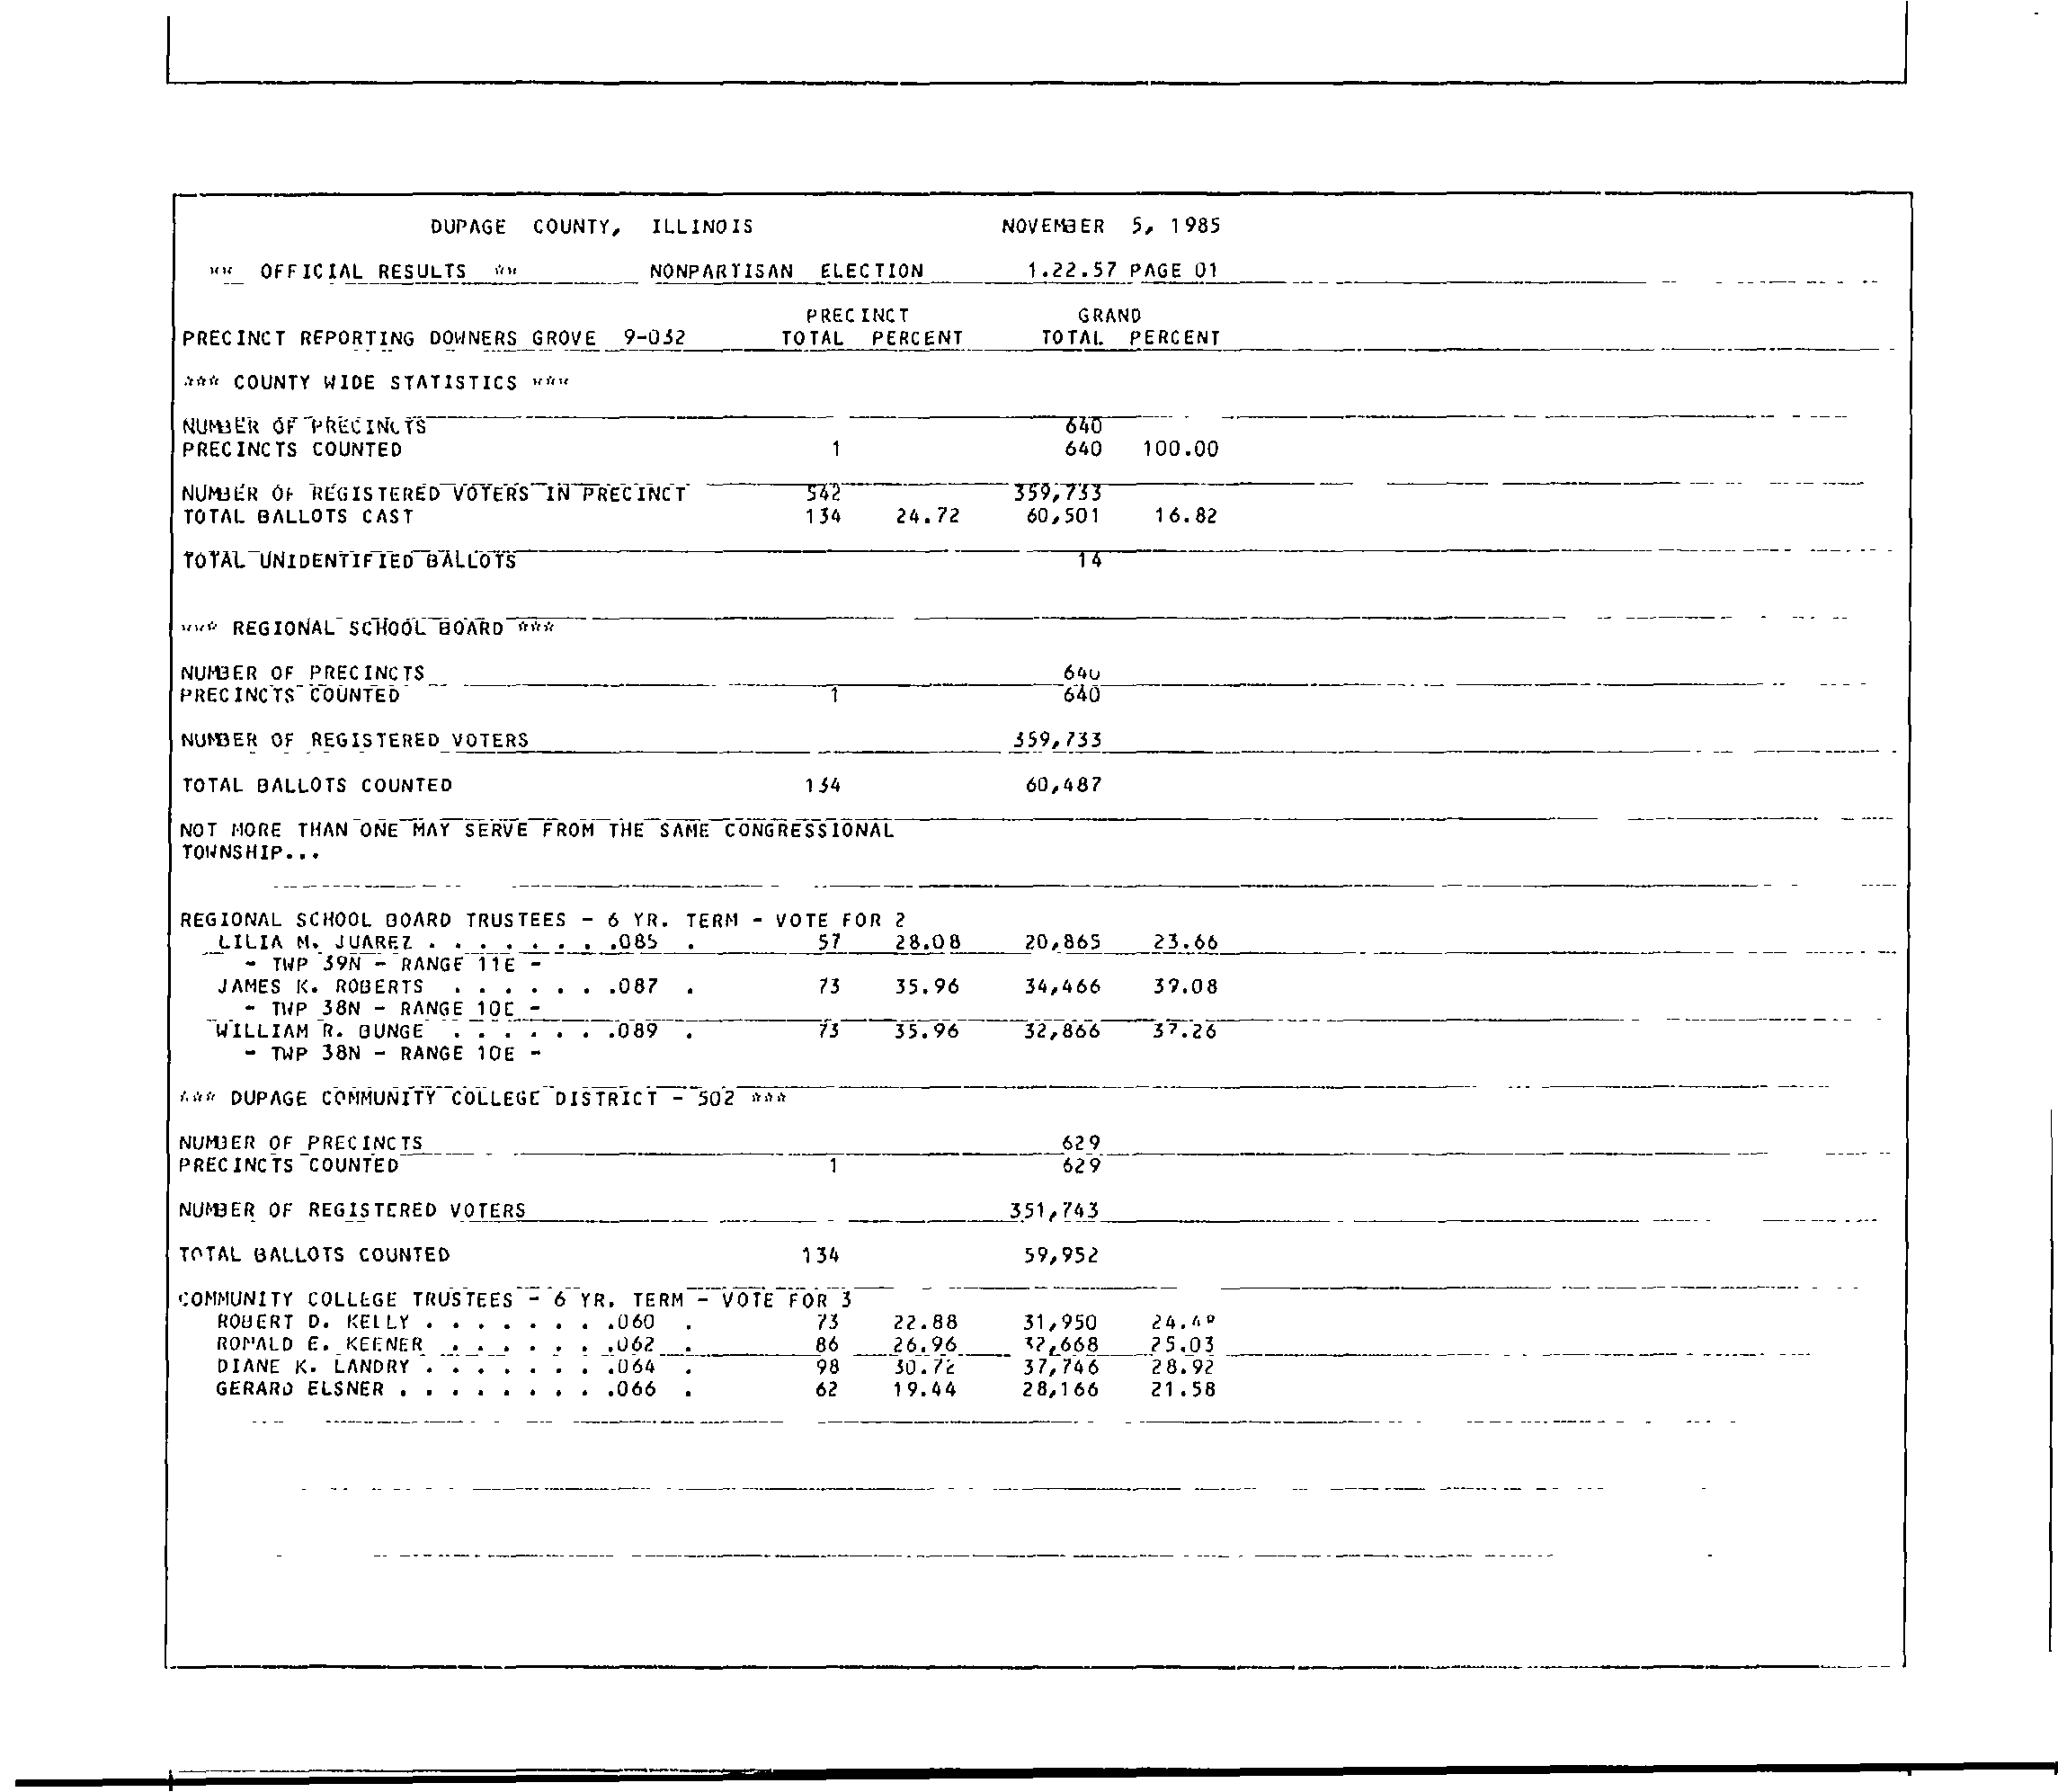 DUPAGE COUNTY, ILLINOIS NOVEMBER 5, 1985
** OFFICIAL RESULTS ** NONPARTISAN ELECTION 1.22.57 PAGE 01
PRECINCT GRAND
PRECINCT REPORTING DOWNERS GROVE 9-032 TOTAL PERCENT TOTAL PERCENT
*** COUNTY WIDE STATISTICS ***
NUMBER OF PRECINCTS 640
PRECINCTS COUNTED 1 640 100.00
NUMBER OF REGISTERED VOTERS IN PRECINCT 542 359,733
TOTAL BALLOTS CAST 134 24.72 60,501 16.82
TOTAL UNIDENTIFIED BALLOTS 14
*** REGIONAL SCHOOL BOARD ***
NUMBER OF PRECINCTS 640
PRECINCTS COUNTED 1 640
NUMBER OF REGISTERED VOTERS 359,733
TOTAL BALLOTS COUNTED 134 60,487
NOT MORE THAN ONE MAY SERVE FROM THE SAME CONGRESSIONAL
TOWNSHIP...
REGIONAL SCHOOL BOARD TRUSTEES - 6 YR. TERM - VOTE FOR 2
LILIA M. JUAREZ . . . . . . . .085 . 57 28.08 20,865 23.66
- TWP 39N - RANGE 11E -
JAMES K. ROBERTS . . . . . . .087 . 73 35.96 34,466 39.08
- TWP 38N - RANGE 10E -
WILLIAM R. BUNGE . . . . . . .089 . 73 35.96 32,866 37.26
- TWP 38N - RANGE 10E -
*** DUPAGE COMMUNITY COLLEGE DISTRICT - 502 ***
NUMBER OF PRECINCTS 629
PRECINCTS COUNTED 1 629
NUMBER OF REGISTERED VOTERS 351,743
TOTAL BALLOTS COUNTED 134 59,952
COMMUNITY COLLEGE TRUSTEES - 6 YR. TERM - VOTE FOR 3
ROBERT D. KELLY . . . . . . . .060 . 73 22.88 31,950 24.48
RONALD E. KEENER . . . . . . .062 . 86 26.96 32,668 25.03
DIANE K. LANDRY . . . . . . . .064 . 98 30.72 37,746 28.92
GERARD ELSNER . . . . . . . . .066 . 62 19.44 28,166 21.58